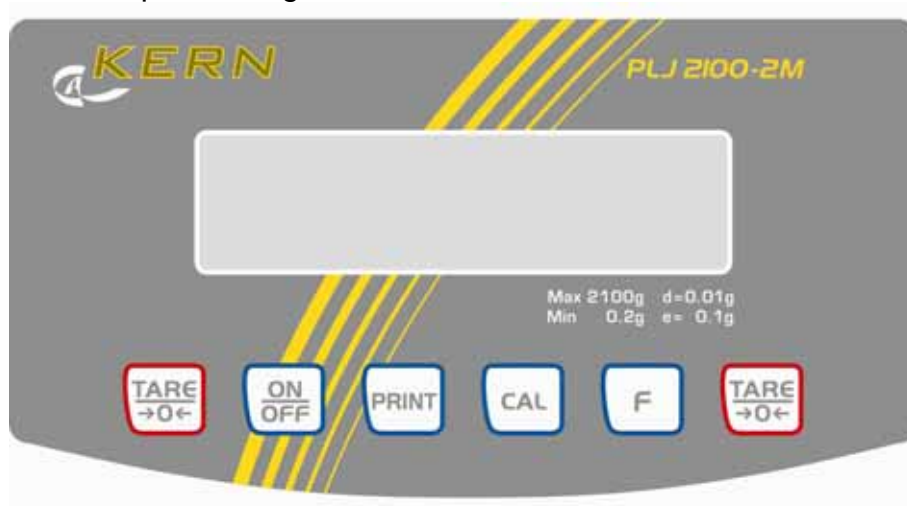 KERN
PLJ 2100-2M
Max 2100g d=0.01g
Min 0.2g e= 0.1g
TARE ON PRINT CAL F TARE
→0← OFF →0←